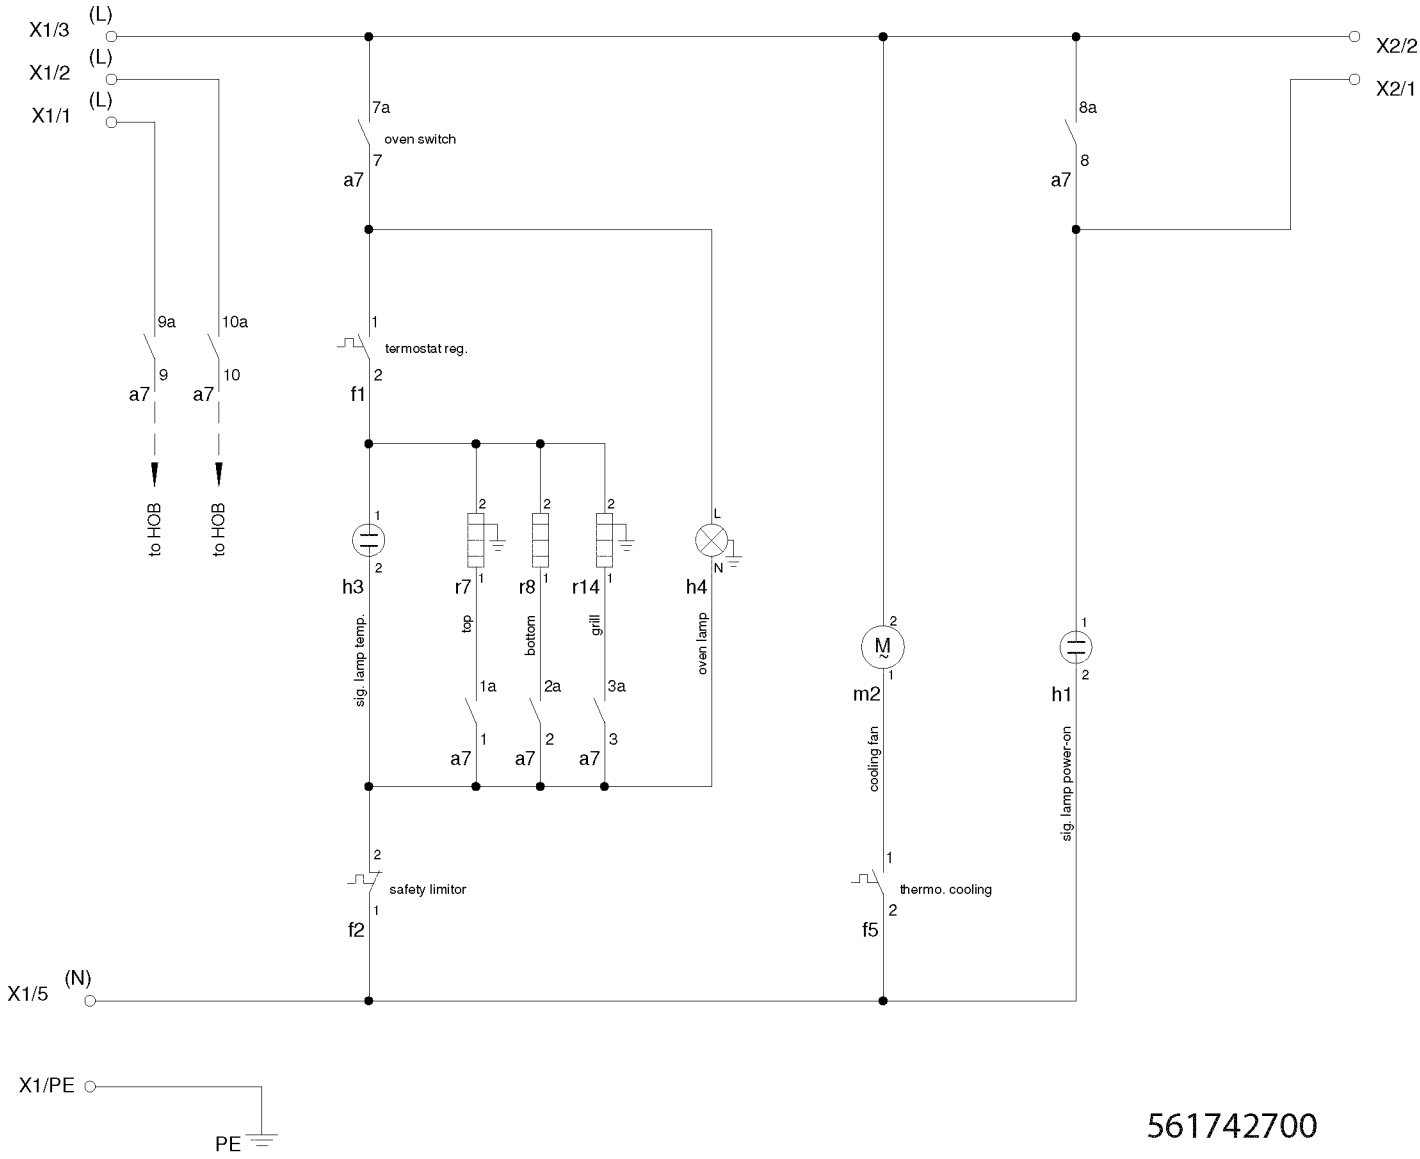 (L)
X1/3
X2/2
(L)
X1/2
X2/1
(L)
X1/1
7a
8a
oven switch
7
8
a7
a7
9a
10a
1
termostat reg.
9
10
2
a7
a7
f1
to HOB
to HOB
1
2
2
2
L
2
1
1
1
N
h3
r7
r8
r14
h4
sig. lamp temp.
top
bottom
grill
oven lamp
2
1
M
~
1
2
m2
h1
1a
2a
3a
1
2
3
a7
a7
a7
cooling fan
sig. lamp power-on
2
safety limitor
1
f2
1
thermo. cooling
2
f5
(N)
X1/5
X1/PE
PE
561742700